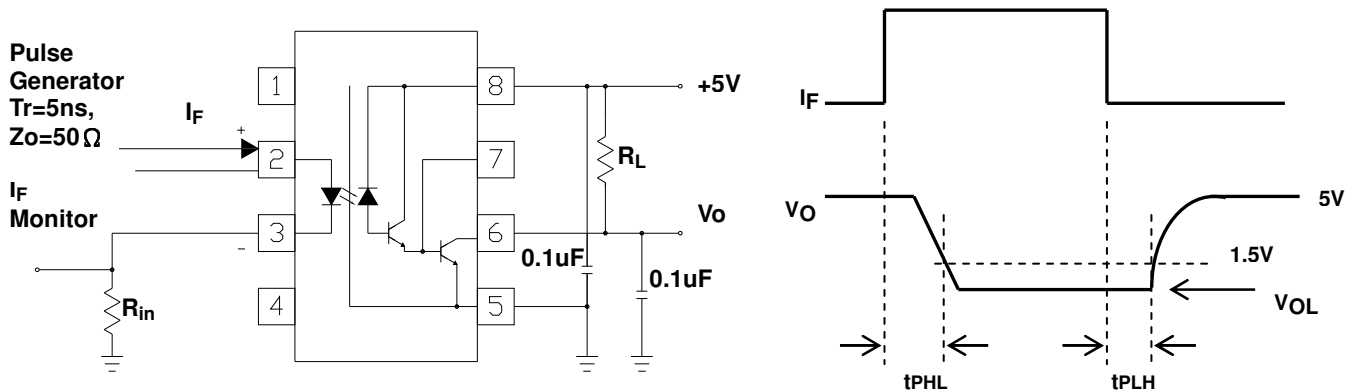 Pulse
Generator
Tr=5ns,
Zo=50Ω
IF
+
IF
Monitor
-
Rin
1
2
3
4
8
7
6
5
+5V
RL
Vo
0.1uF
0.1uF
IF
VO
5V
1.5V
VOL
tPHL
tPLH